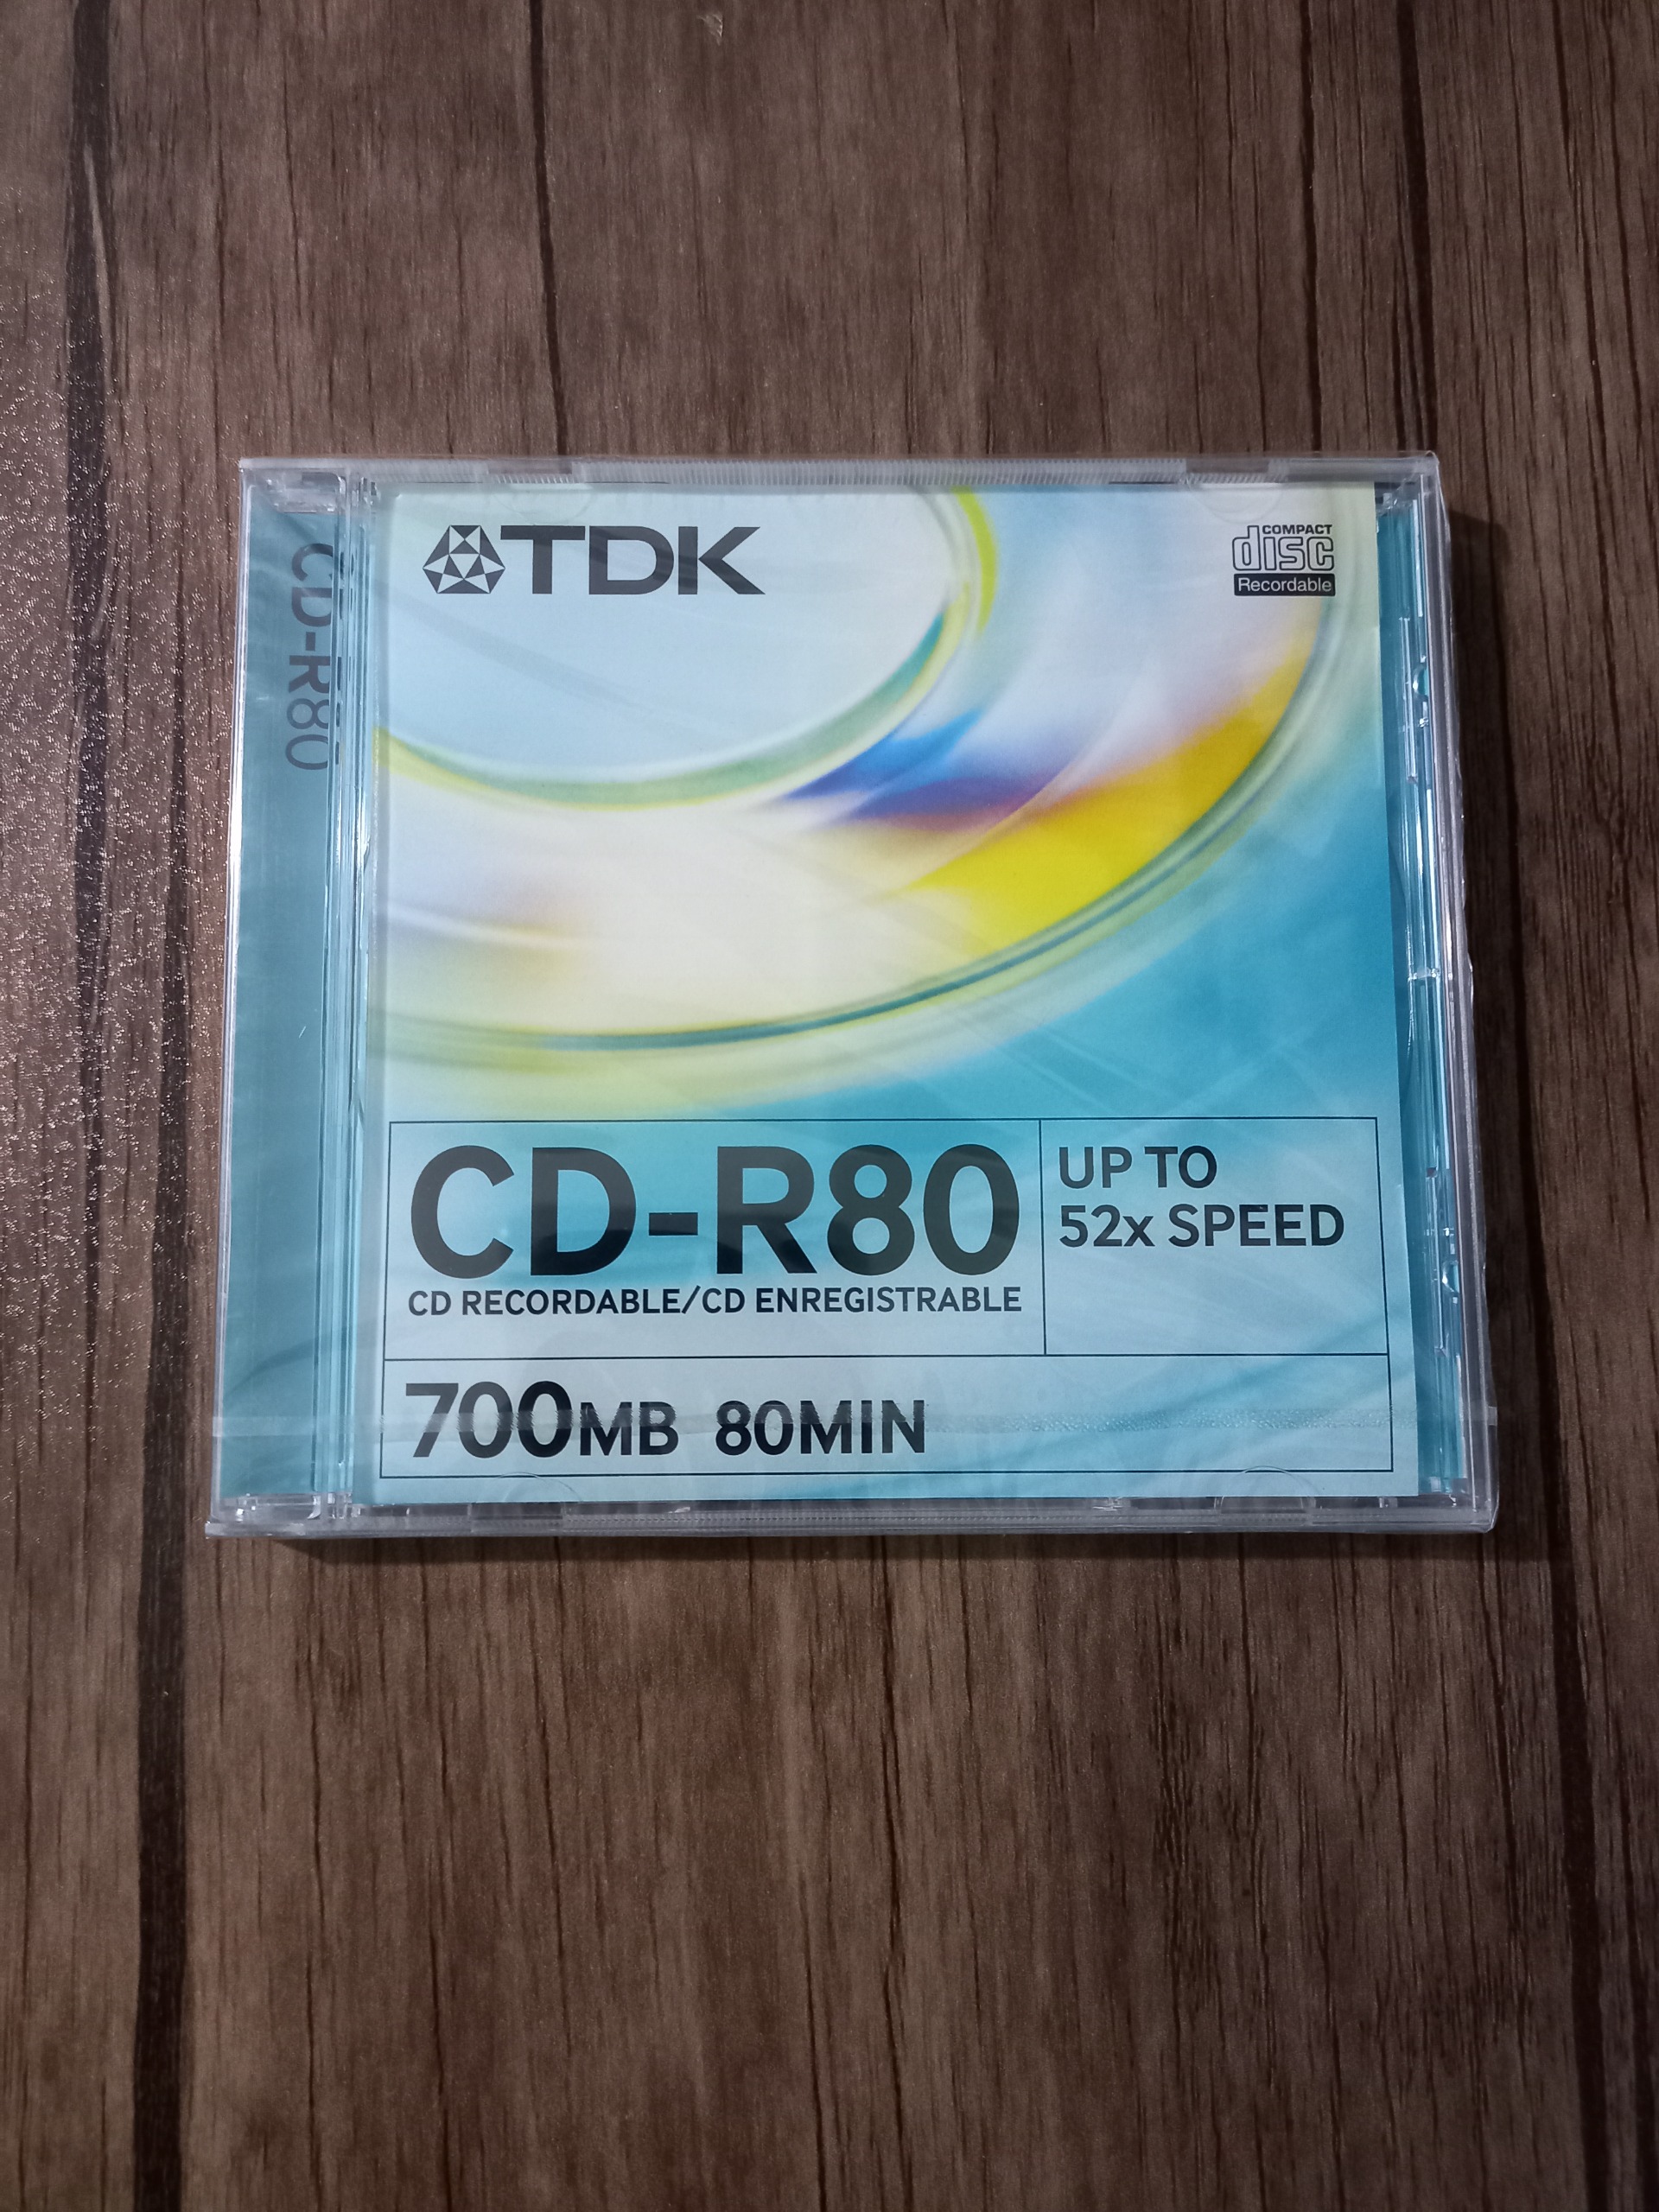 CD-R80
TDK
COMPACT
disc
Recordable
CD-R80
CD RECORDABLE/CD ENREGISTRABLE
UP TO
52x SPEED
700MB 80MIN